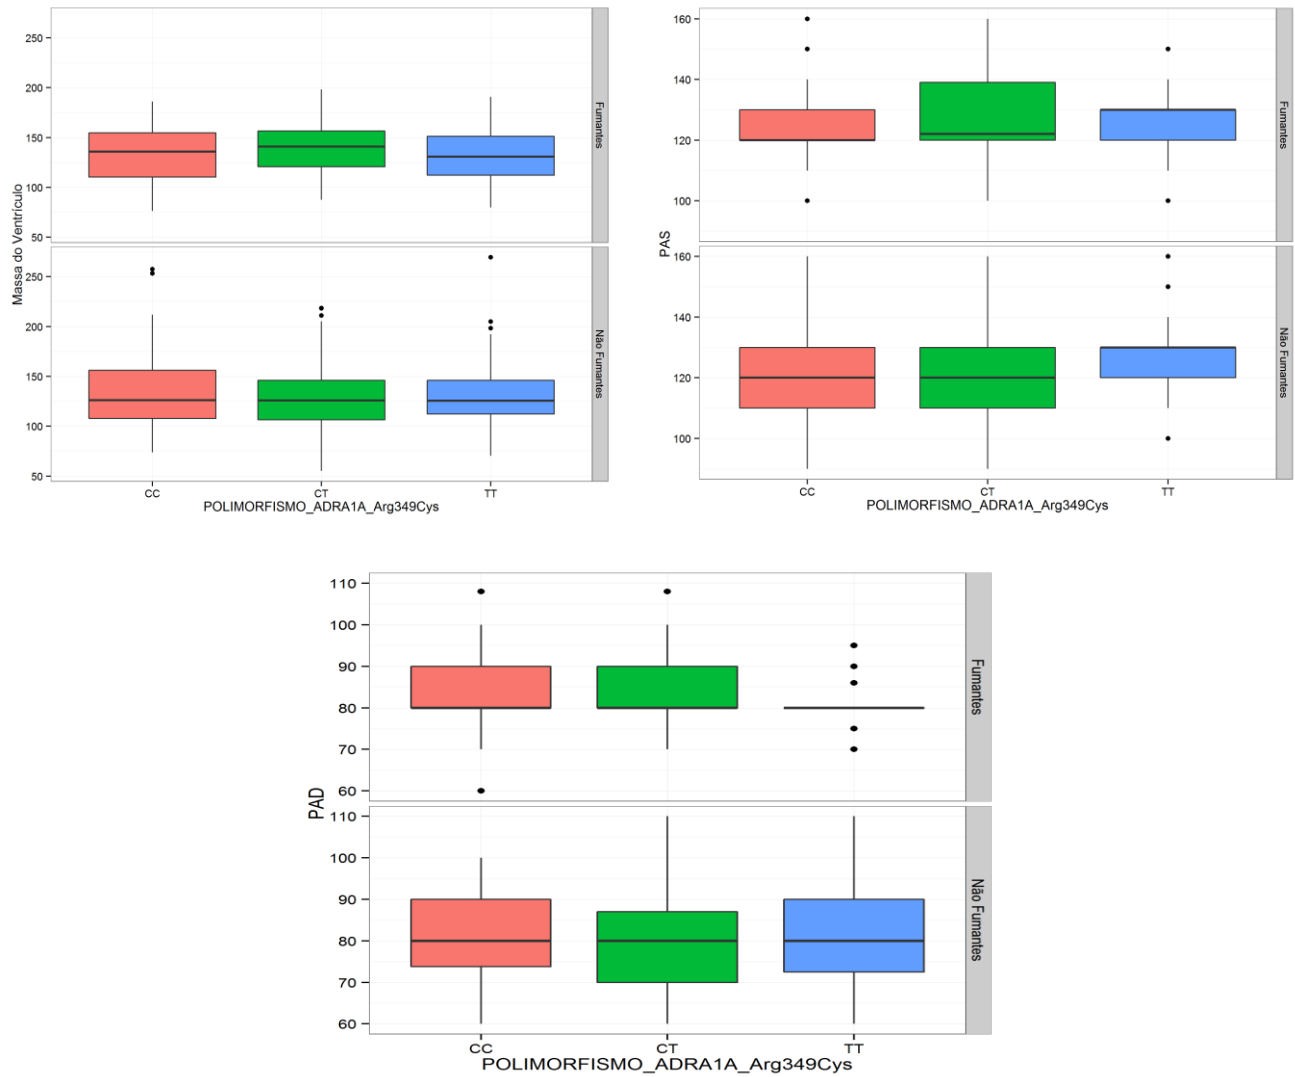 Massa do Ventrículo
250
200
150
100
50
Fumantes
250
200
150
100
50
Não Fumantes
CC CT TT
POLIMORFISMO_ADRA1A_Arg349Cys
PAS
160
140
120
100
Fumantes
160
140
120
100
Não Fumantes
CC CT TT
POLIMORFISMO_ADRA1A_Arg349Cys
PAD
110
100
90
80
70
60
Fumantes
110
100
90
80
70
60
Não Fumantes
CC CT TT
POLIMORFISMO_ADRA1A_Arg349Cys